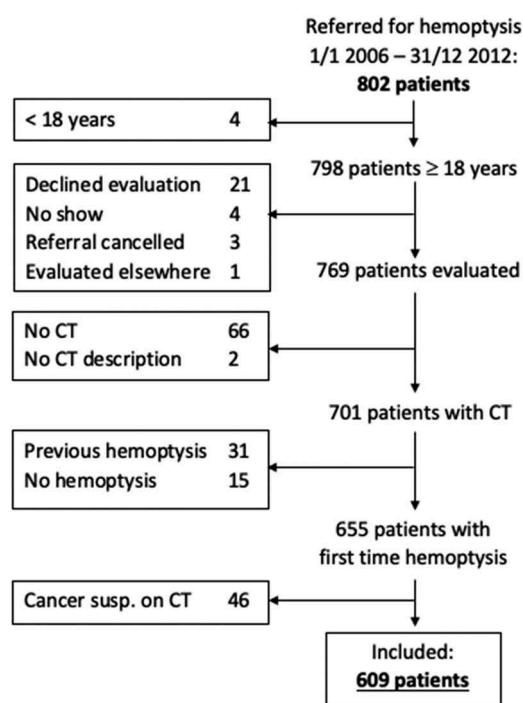 Referred for hemoptysis
1/1 2006 – 31/12 2012:
802 patients
< 18 years 4
798 patients ≥ 18 years
Declined evaluation 21
No show 4
Referral cancelled 3
Evaluated elsewhere 1
769 patients evaluated
No CT 66
No CT description 2
701 patients with CT
Previous hemoptysis 31
No hemoptysis 15
655 patients with
first time hemoptysis
Cancer susp. on CT 46
Included:
609 patients